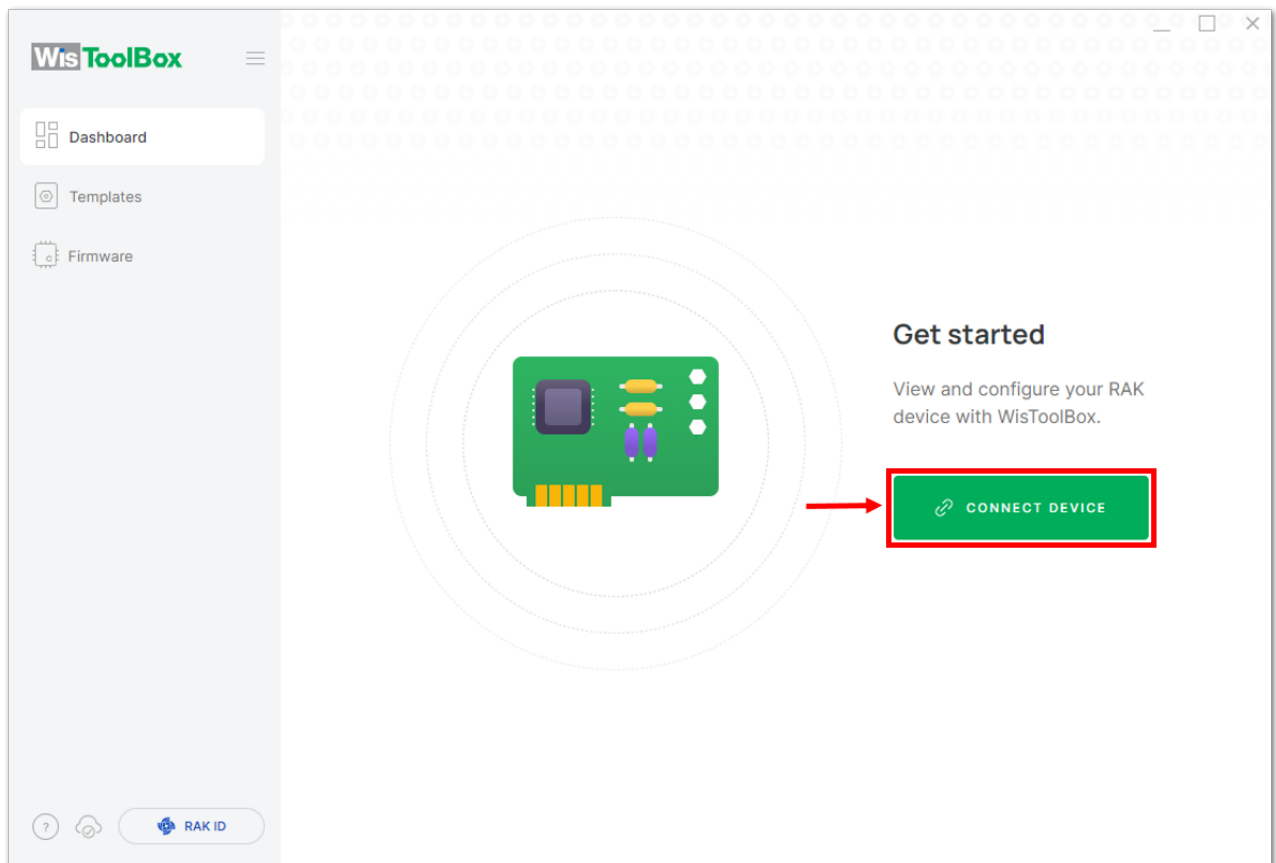 WisToolBox
Dashboard
Templates
C
Firmware
Get started
View and configure your RAK
device with WisToolBox.
CONNECT DEVICE
?
RAK ID